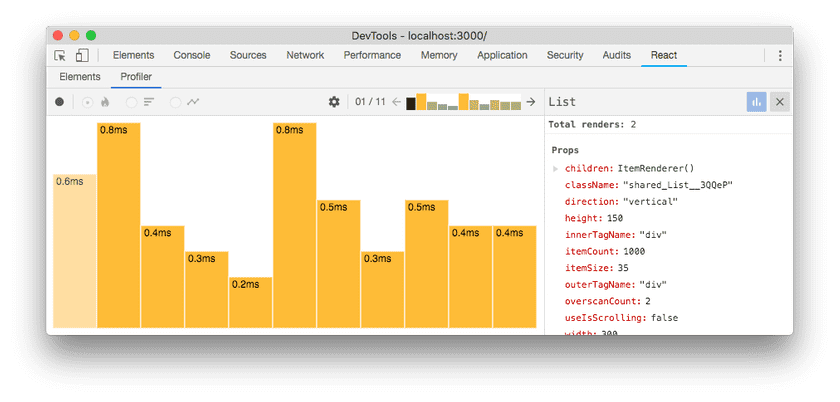 DevTools - localhost:3000/
Elements Console Sources Network Performance Memory Application Security Audits React
Elements Profiler
01 / 11
List
Total renders: 2
0.6ms
0.8ms
0.4ms
0.3ms
0.2ms
0.8ms
0.5ms
0.3ms
0.5ms
0.4ms
0.4ms
Props
children: ItemRenderer()
className: "shared_List__3QQeP"
direction: "vertical"
height: 150
innerTagName: "div"
itemCount: 1000
itemSize: 35
outerTagName: "div"
overscanCount: 2
useIsScrolling: false
width: 300